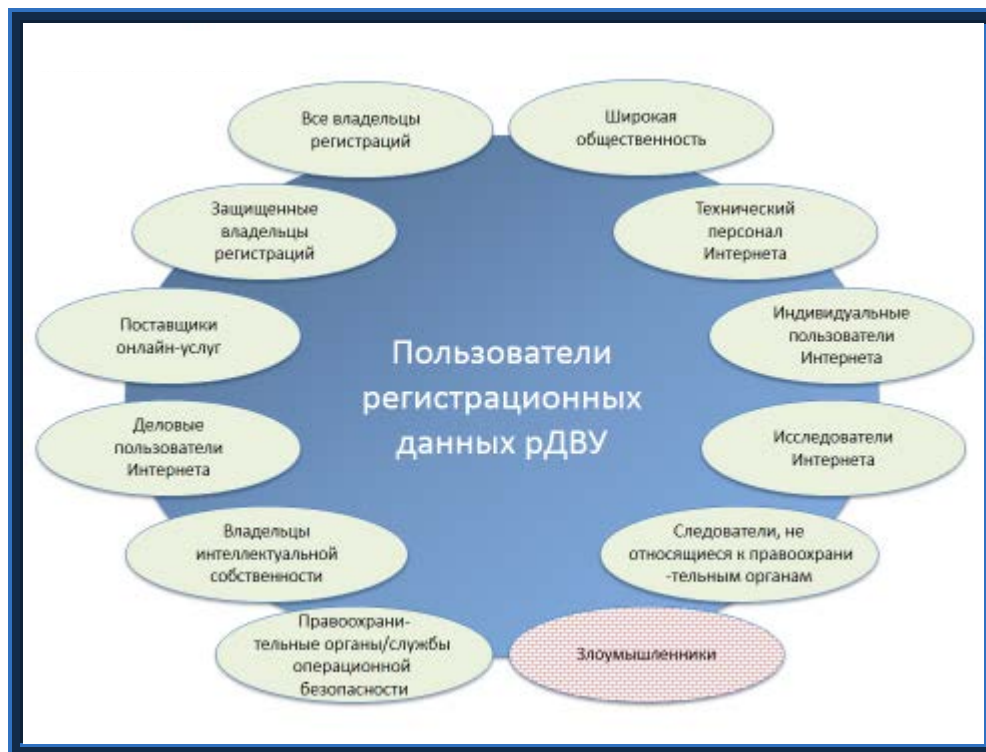 Все владельцы
регистраций
Широкая
общественность
Защищенные
владельцы
регистраций
Технический
персонал
Интернета
Поставщики
онлайн-услуг
Индивидуальные
пользователи
Интернета
Пользователи
регистрационных
данных рДВУ
Деловые
пользователи
Интернета
Исследователи
Интернета
Владельцы
интеллектуальной
собственности
Следователи, не
относящиеся к правоохрани
-тельным органам
Правоохрани-
тельные органы/службы
операционной
безопасности
Злоумышленники